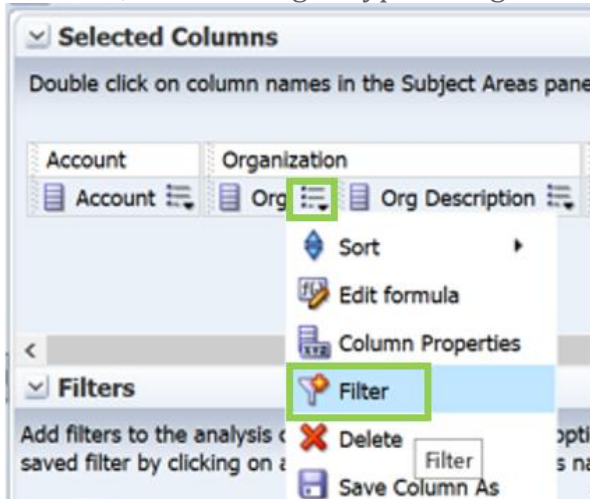 Selected Columns
Double click on column names in the Subject Areas pane
Account Organization
Account Org Org Description
Sort
Edit formula
Column Properties
Filters
Filter
Add filters to the analysis
Delete
Filter
saved filter by clicking on
Save Column As